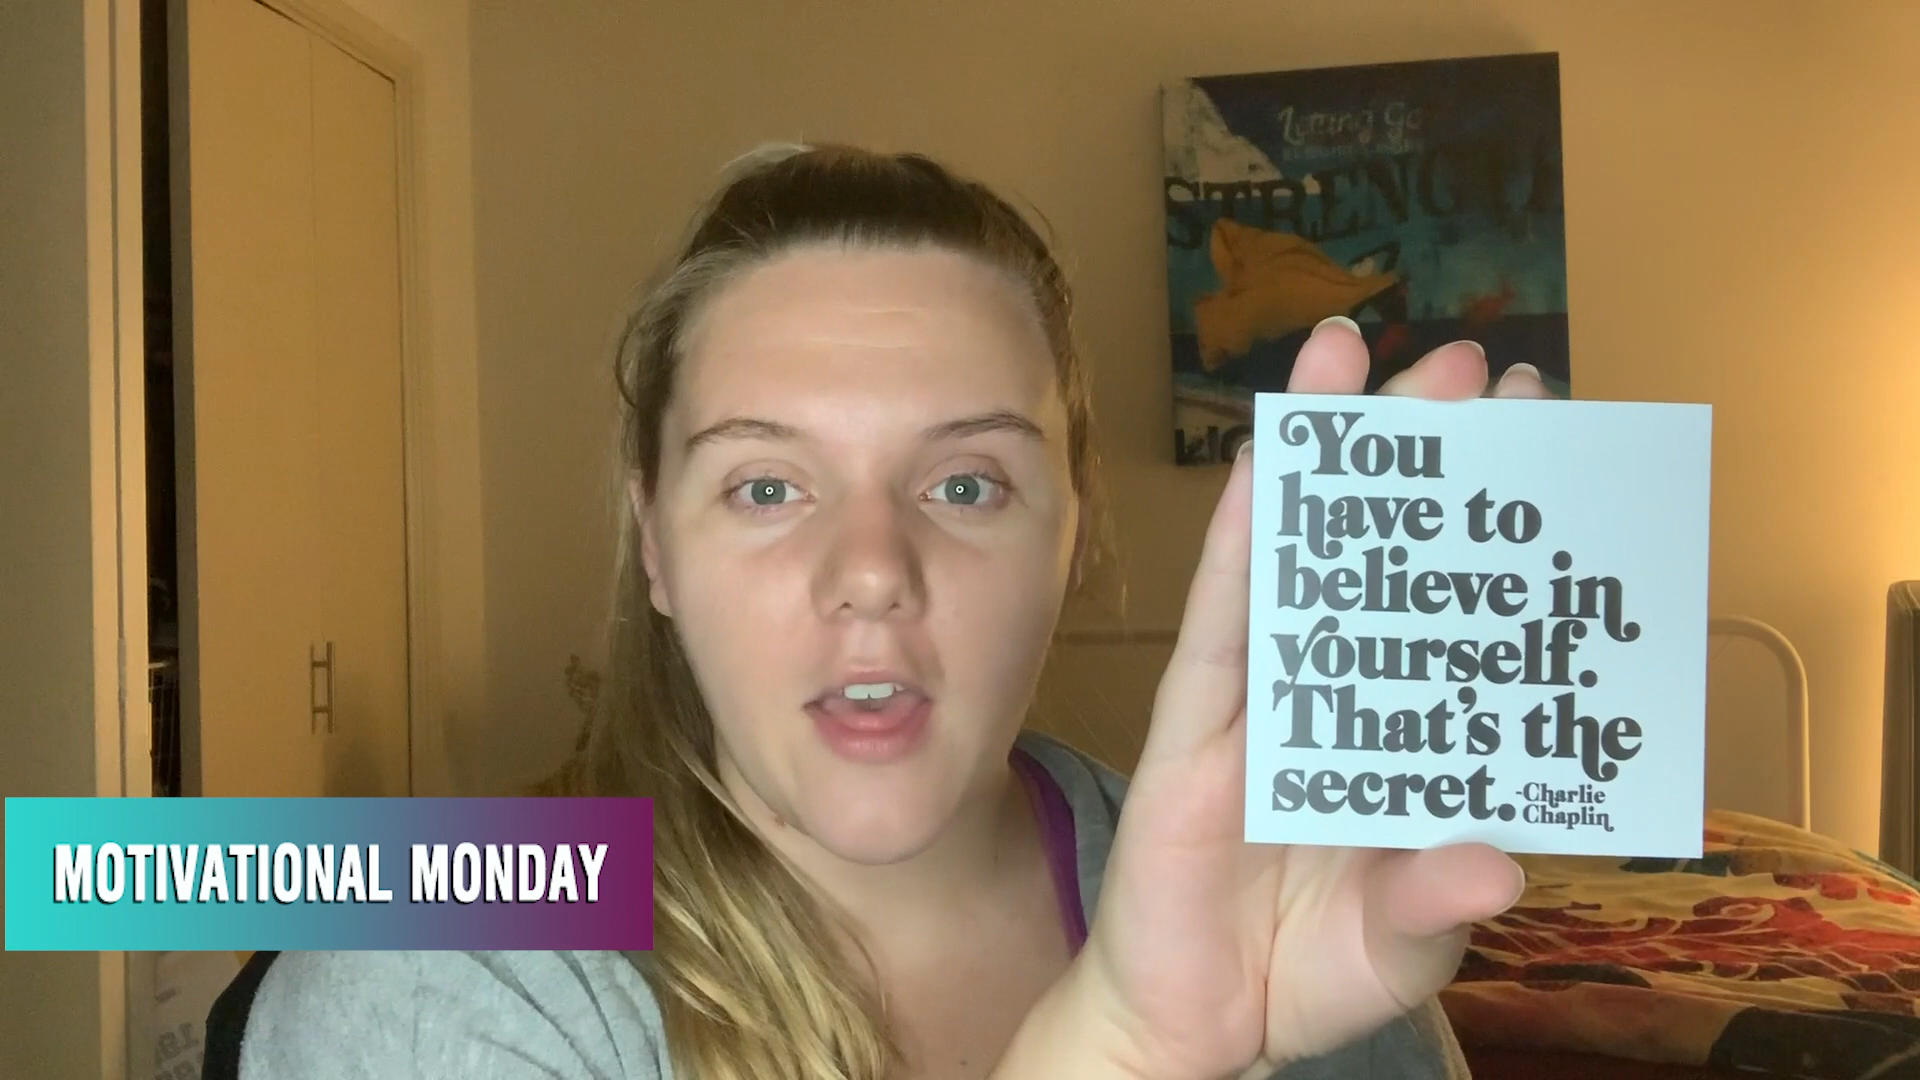 Letting Go
STRENGTH
You
have to
believe in
yourself.
That's the
secret. -Charlie
Chaplin
MOTIVATIONAL MONDAY